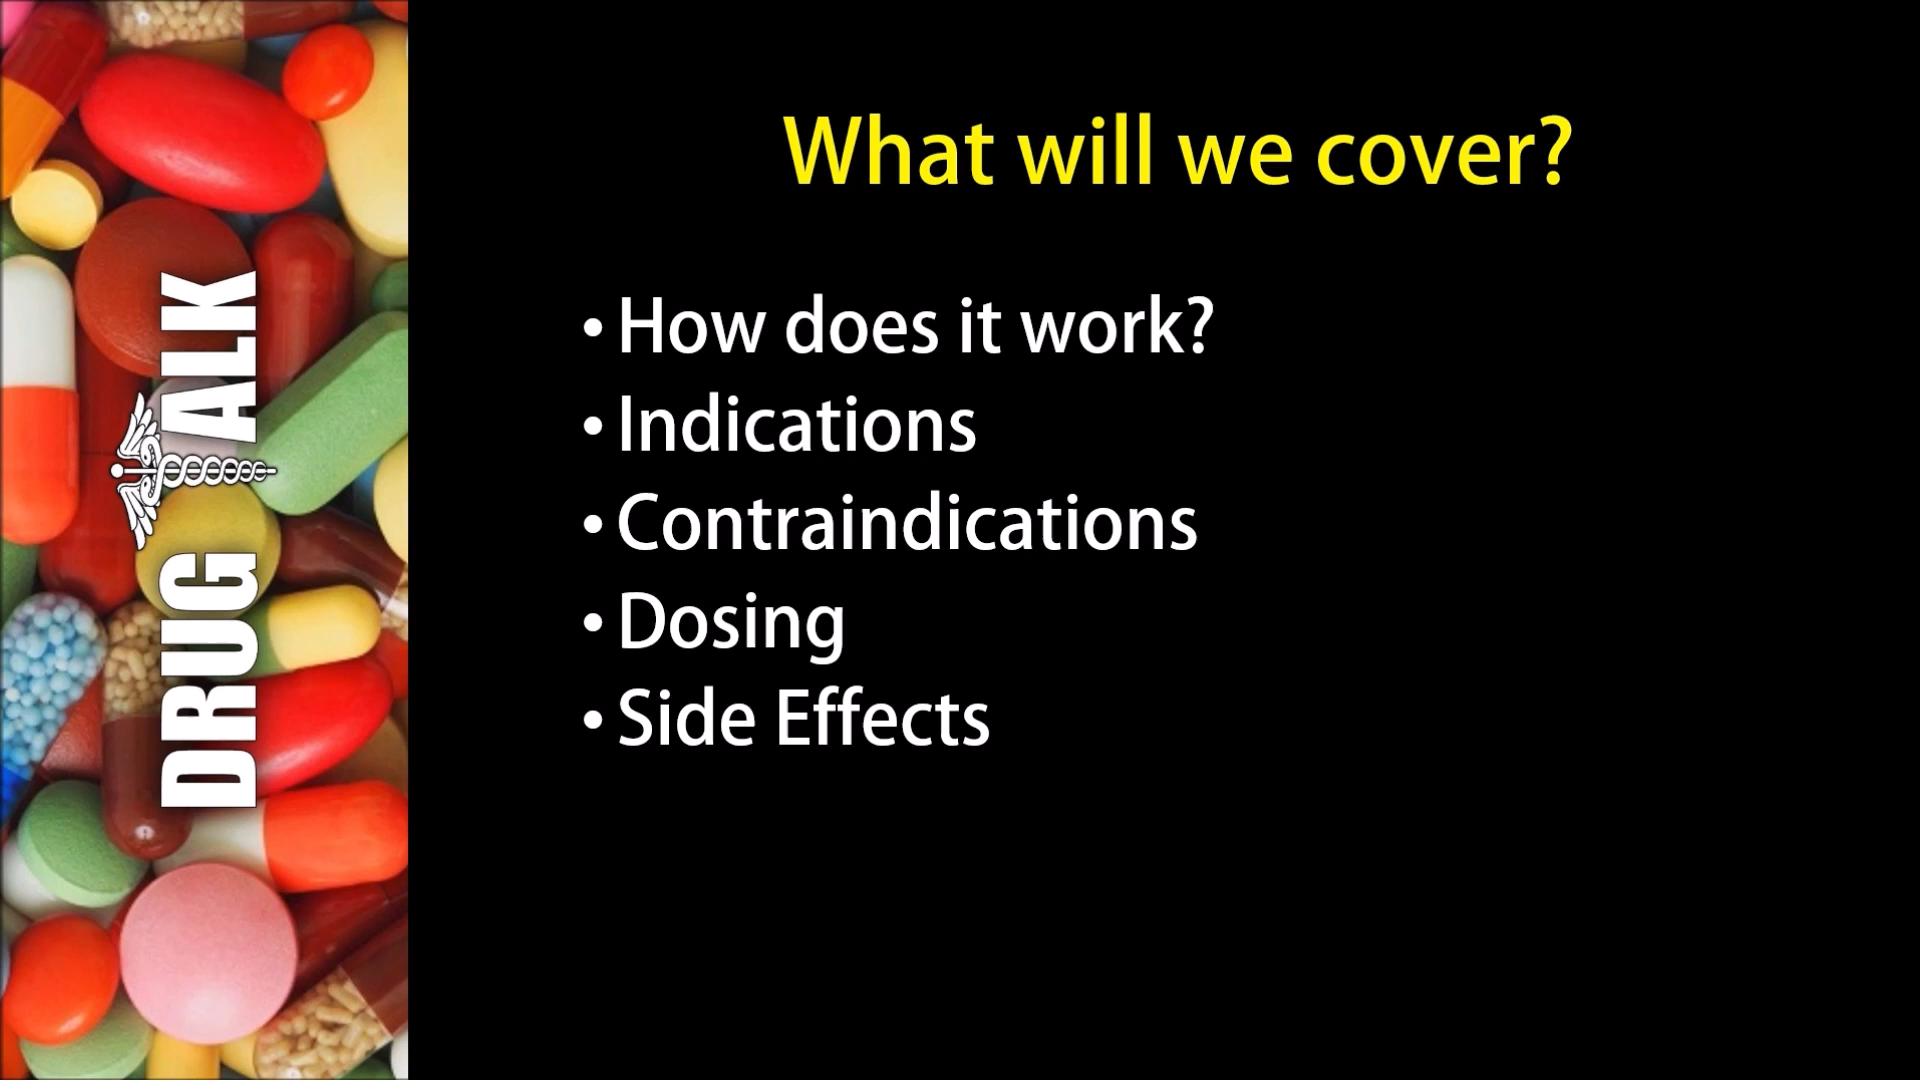 DRUG ALK
What will we cover?
• How does it work?
• Indications
• Contraindications
• Dosing
• Side Effects